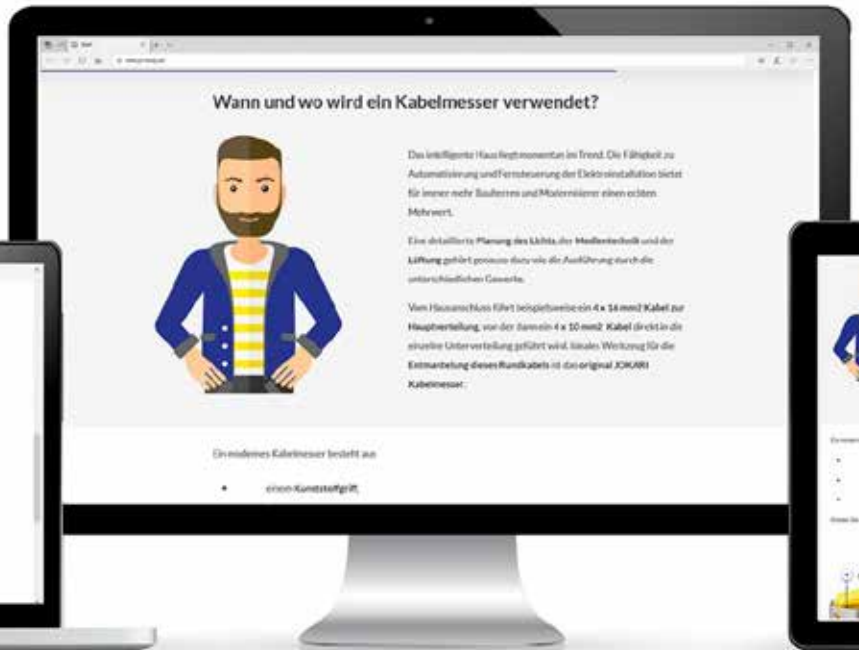 Wann und wo wird ein Kabelmesser verwendet?
Das intelligente Haus liegt momentan im Trend. Die Fähigkeit zu
Automatisierung und Fernsteuerung der Elektroinstallation bietet
für immer mehr Bauherren und Modernisierer einen echten
Mehrwert.
Eine detaillierte Planung des Lichts, der Medientechnik und der
Lüftung gehört genauso dazu wie die Ausführung durch die
unterschiedlichen Gewerke.
Vom Hausanschluss führt beispielsweise ein 4 x 16 mm2 Kabel zur
Hauptverteilung, von der dann ein 4 x 10 mm2 Kabel direkt in die
einzelne Unterverteilung geführt wird. Ideales Werkzeug für die
Entmantelung dieses Rundkabels ist das original JOKARI
Kabelmesser.
Ein modernes Kabelmesser besteht aus
• einem Kunststoffgriff,